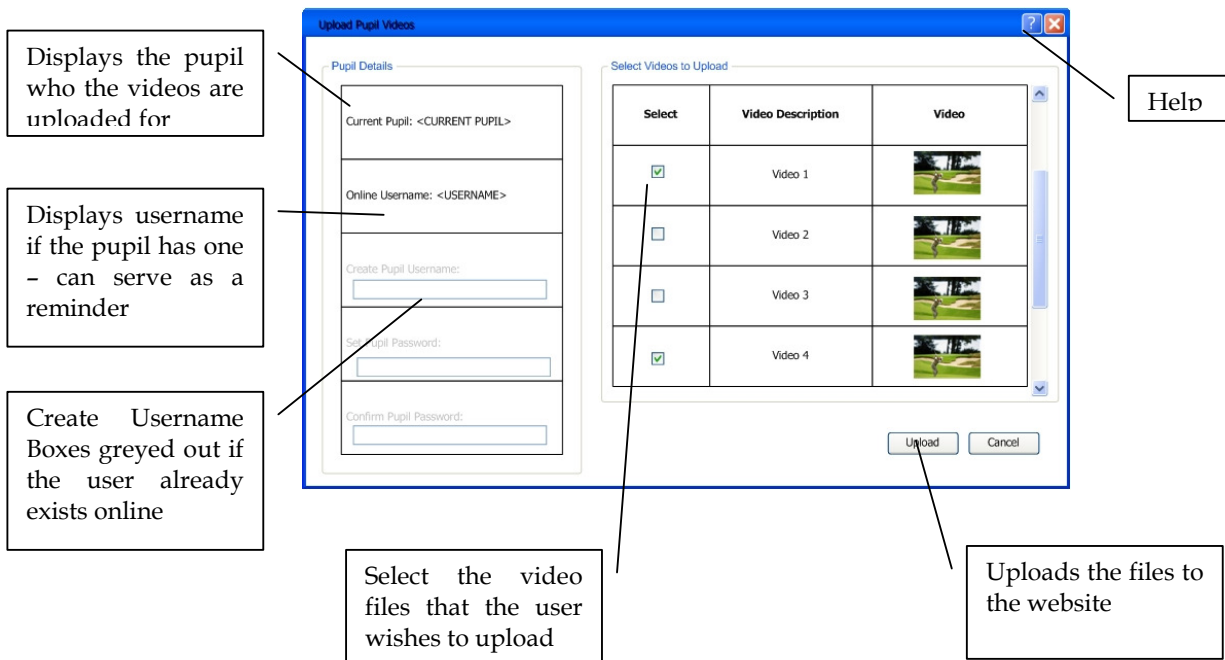 Upload Pupil Videos
Displays the pupil
who the videos are
uploaded for
Help
Pupil Details
Current Pupil: <CURRENT PUPIL>
Online Username: <USERNAME>
Create Pupil Username:
Set Pupil Password:
Confirm Pupil Password:
Select Videos to Upload
Select Video Description Video
Video 1
Video 2
Video 3
Video 4
Upload Cancel
Displays username
if the pupil has one
– can serve as a
reminder
Create Username
Boxes greyed out if
the user already
exists online
Select the video
files that the user
wishes to upload
Uploads the files to
the website